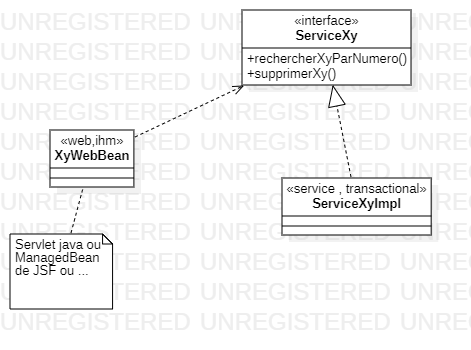 UNREGISTERED UNREGISTERED UNREGISTERED
«interface»
ServiceXy
+rechercherXyParNumero()
+supprimerXy()
«web,ihm»
XyWebBean
«service , transactional»
ServiceXyImpl
Servlet java ou
ManagedBean
de JSF ou ...